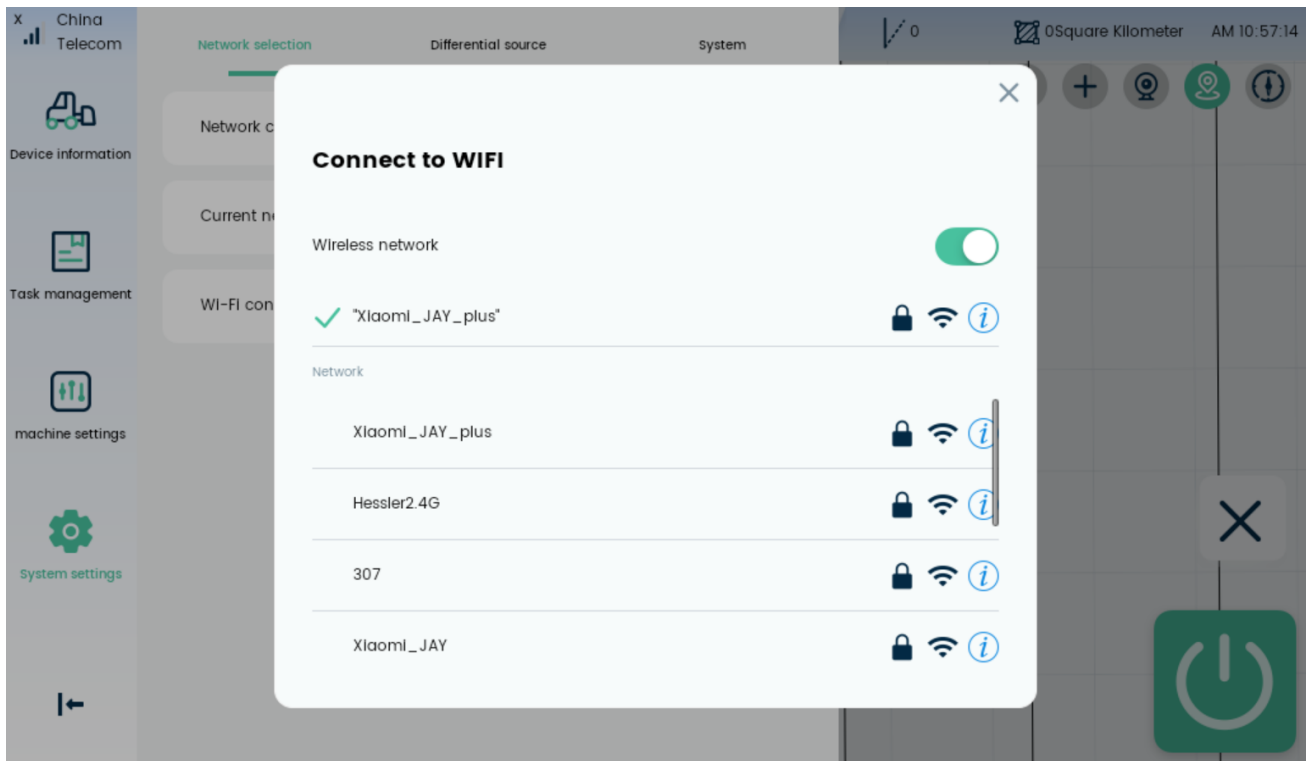 x China
Telecom
Network selection
Differential source
System
0
0Square Kilometer
AM 10:57:14
Device information
Task management
machine settings
System settings
Network c
Current ne
WI-FI con
Connect to WIFI
Wireless network
"Xiaomi_JAY_plus"
Network
Xiaomi_JAY_plus
Hessler2.4G
307
Xiaomi_JAY